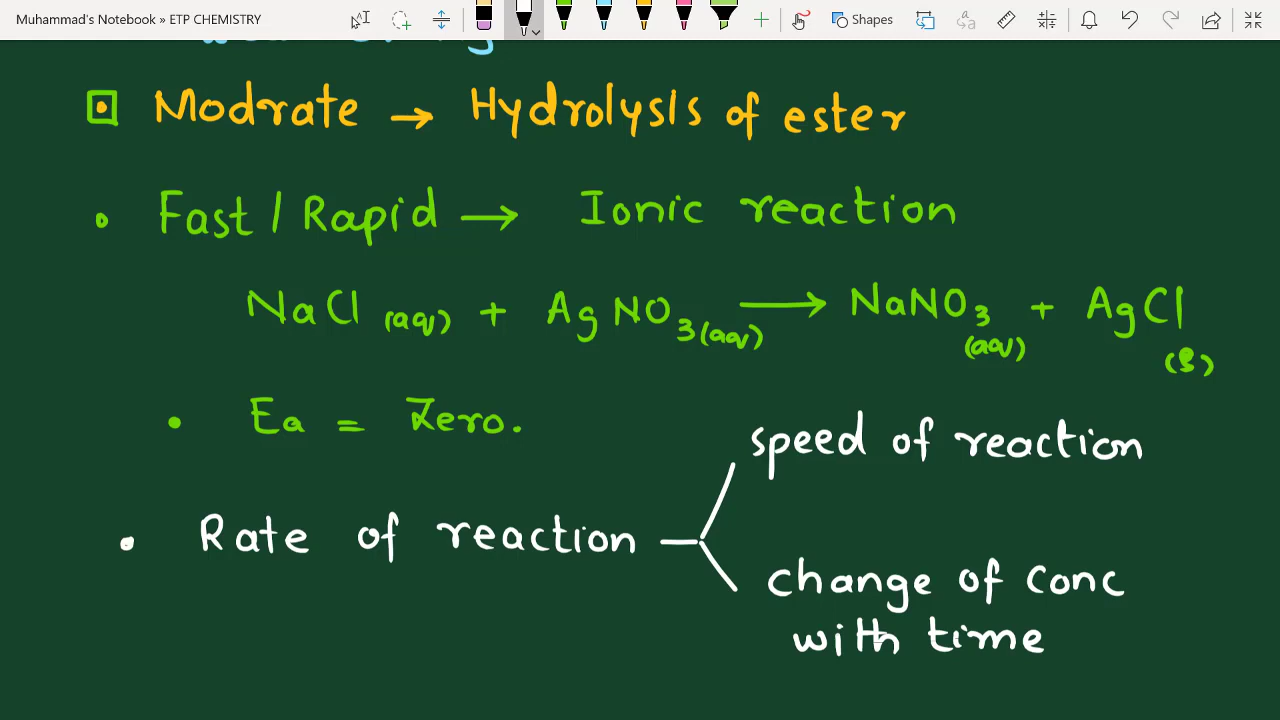 Muhammad's Notebook » ETP CHEMISTRY
Shapes
Modrate → Hydrolysis of ester
Fast / Rapid → Ionic reaction
NaCl (aq) + AgNO3(aq) → NaNO3 (aq) + AgCl (s)
Ea = Zero.
speed of reaction
Rate of reaction
change of conc
with time